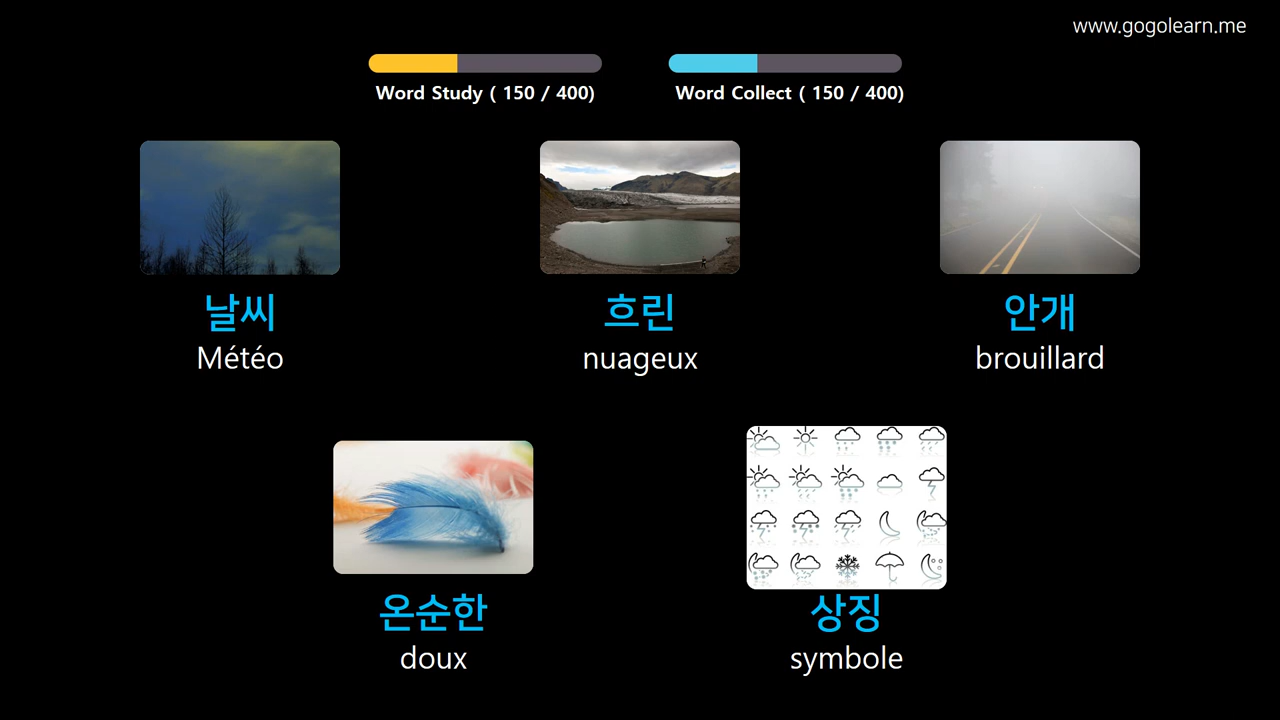 www.gogolearn.me
Word Study ( 150 / 400)
Word Collect ( 150 / 400)
날씨
Météo
흐린
nuageux
안개
brouillard
온순한
doux
상징
symbole